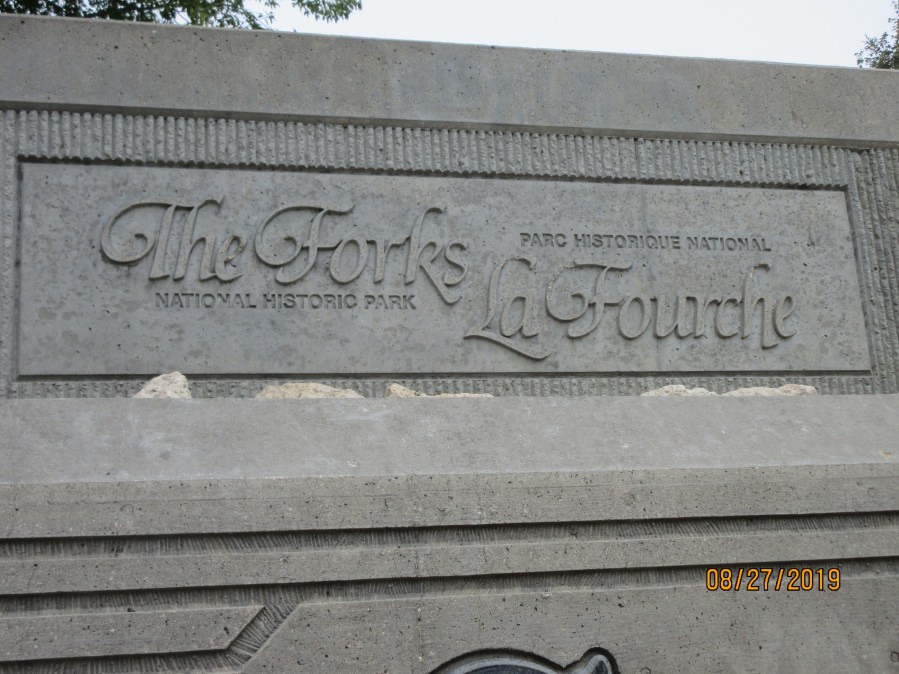 The Forks
NATIONAL HISTORIC PARK
PARC HISTORIQUE NATIONAL
La Fourche
08/27/2019